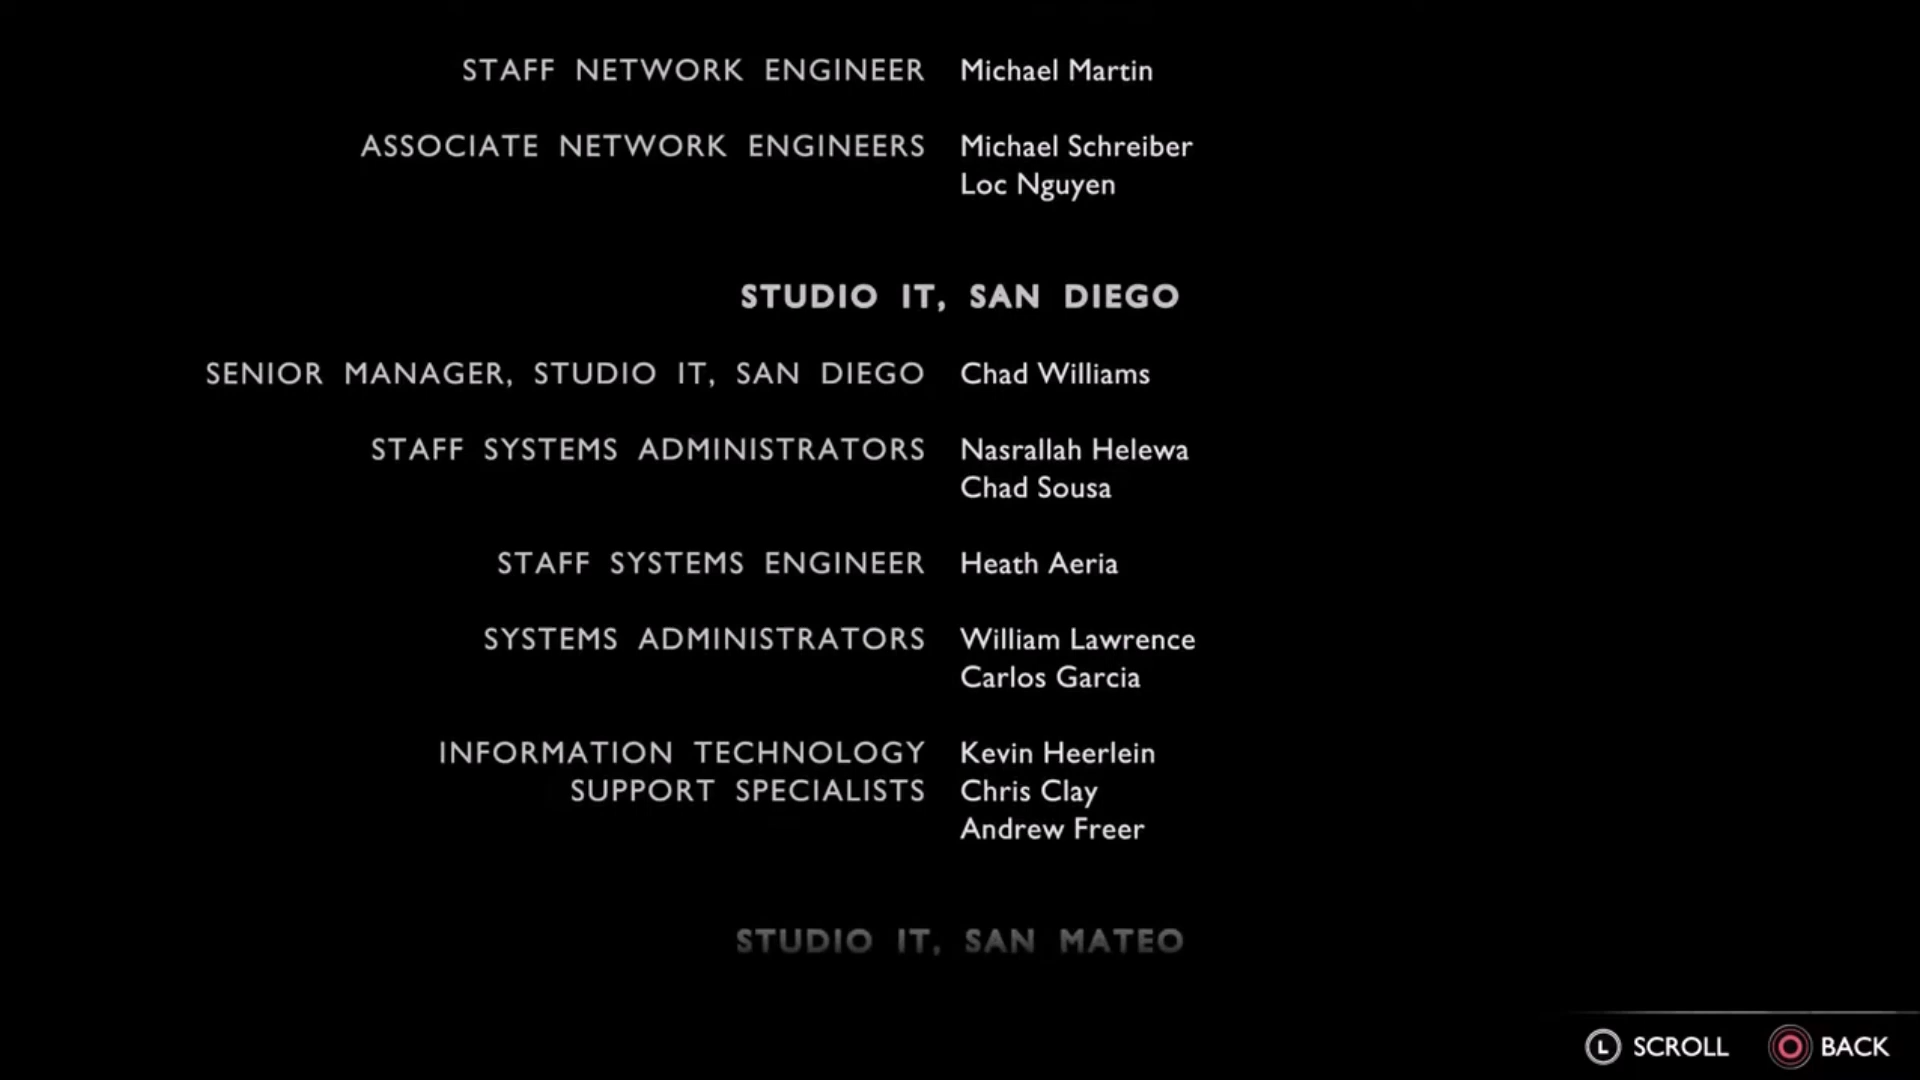 STAFF NETWORK ENGINEER Michael Martin
ASSOCIATE NETWORK ENGINEERS Michael Schreiber
Loc Nguyen
STUDIO IT, SAN DIEGO
SENIOR MANAGER, STUDIO IT, SAN DIEGO Chad Williams
STAFF SYSTEMS ADMINISTRATORS Nasrallah Helewa
Chad Sousa
STAFF SYSTEMS ENGINEER Heath Aeria
SYSTEMS ADMINISTRATORS William Lawrence
Carlos Garcia
INFORMATION TECHNOLOGY Kevin Heerlein
SUPPORT SPECIALISTS Chris Clay
Andrew Freer
STUDIO IT, SAN MATEO
L SCROLL BACK